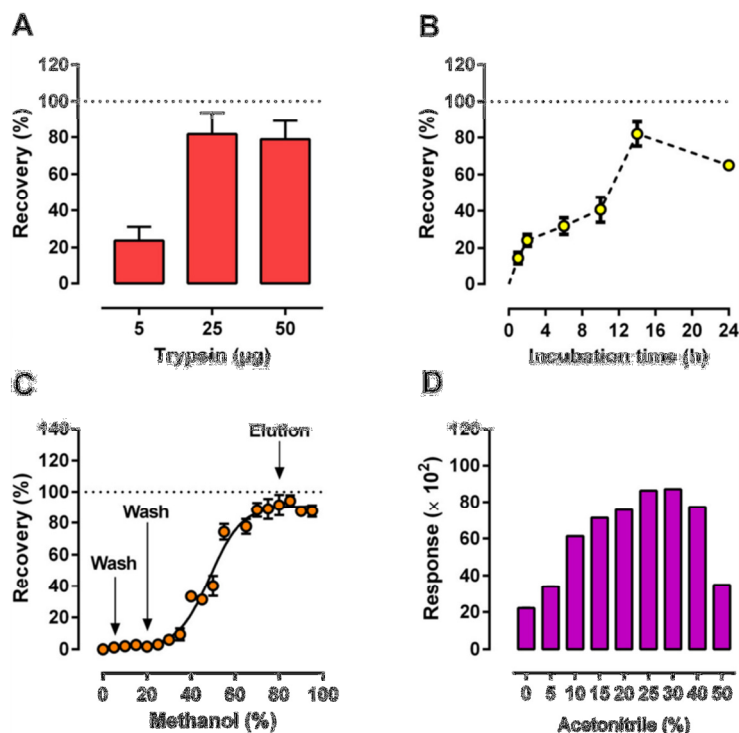 A
120
100
80
60
40
20
0
Recovery (%)
5 25 50
Trypsin (µg)
B
120
100
80
60
40
20
0
Recovery (%)
0 4 8 12 16 20 24
Incubation time (h)
C
140
120
100
80
60
40
20
0
Recovery (%)
Wash
Wash
Elution
0 20 40 60 80 100
Methanol (%)
D
120
100
80
60
40
20
0
Response (× 10²)
0 5 10 15 20 25 30 40 50
Acetonitrile (%)